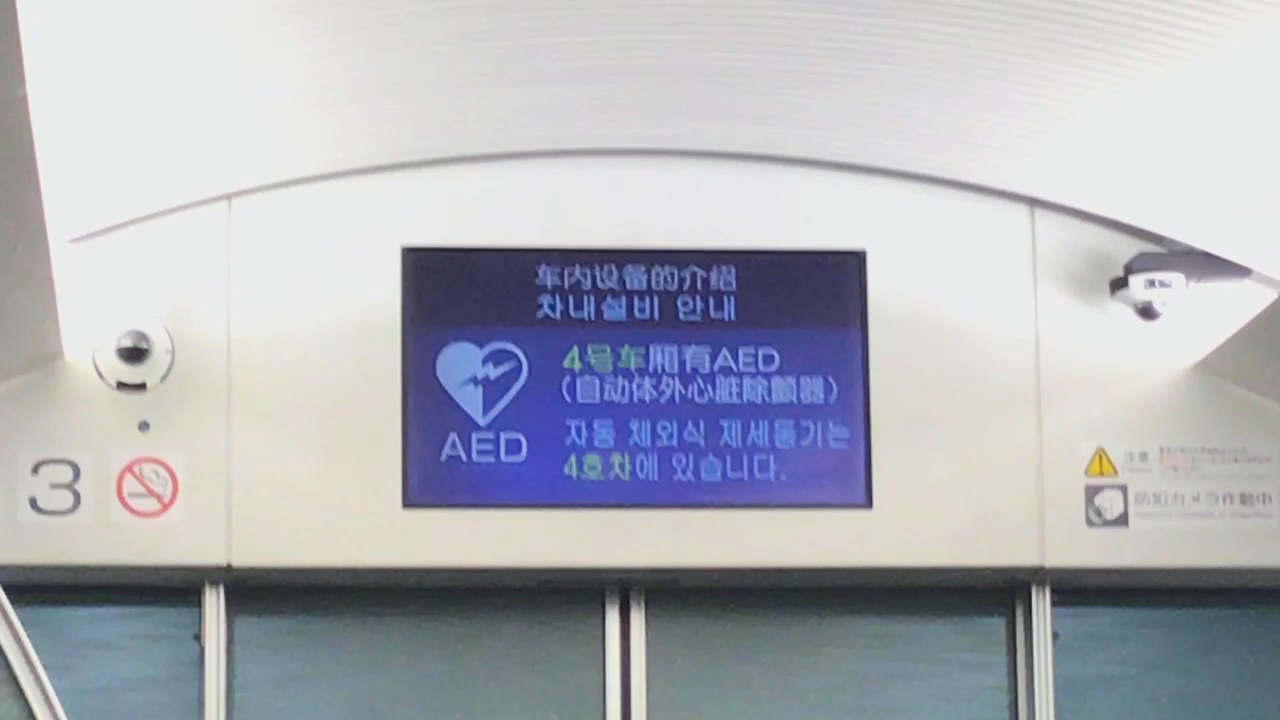 车内设备的介绍
차내설비 안내
4号车厢有AED
(自动体外心脏除颤器)
AED
자동 체외식 제세동기는
4호차에 있습니다.
3
注意
防犯カメラ作動中